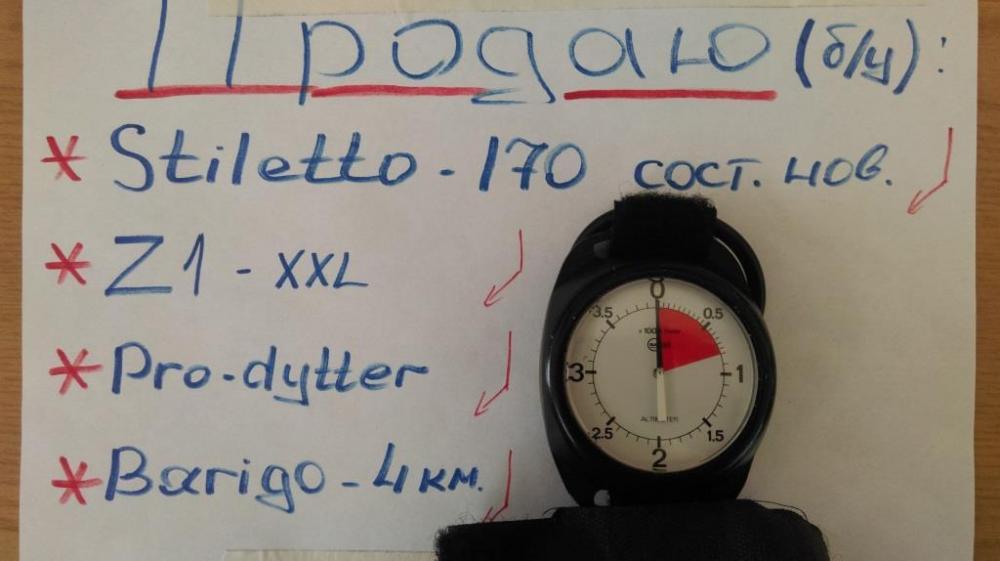 Продаю (б/у):
* Stiletto - 170 сост. нов.
* Z1 - XXL
* Pro-dytter
* Barigo - 4 км.
0
3.5 0.5
3 1
ALTIMETER
2.5 1.5
2